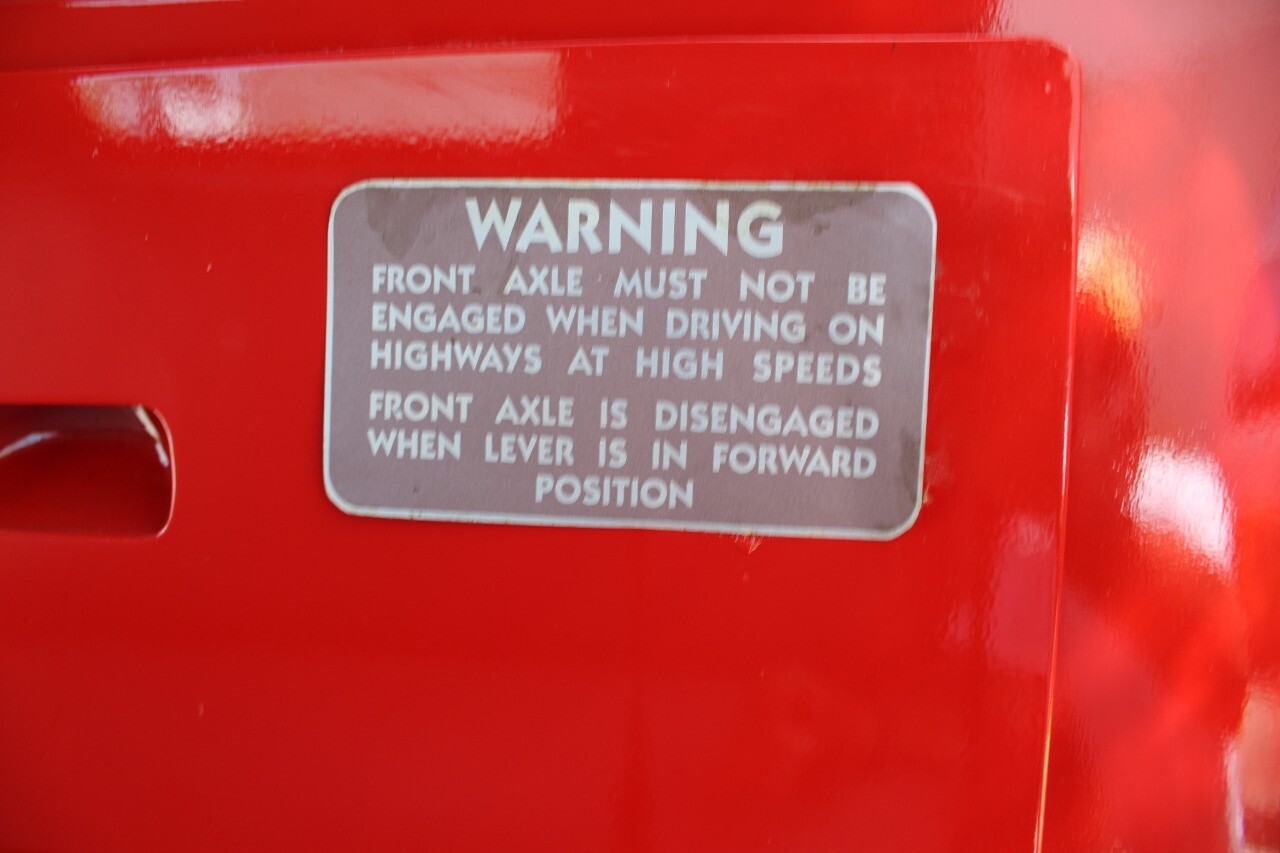 WARNING
FRONT AXLE MUST NOT BE
ENGAGED WHEN DRIVING ON
HIGHWAYS AT HIGH SPEEDS
FRONT AXLE IS DISENGAGED
WHEN LEVER IS IN FORWARD
POSITION